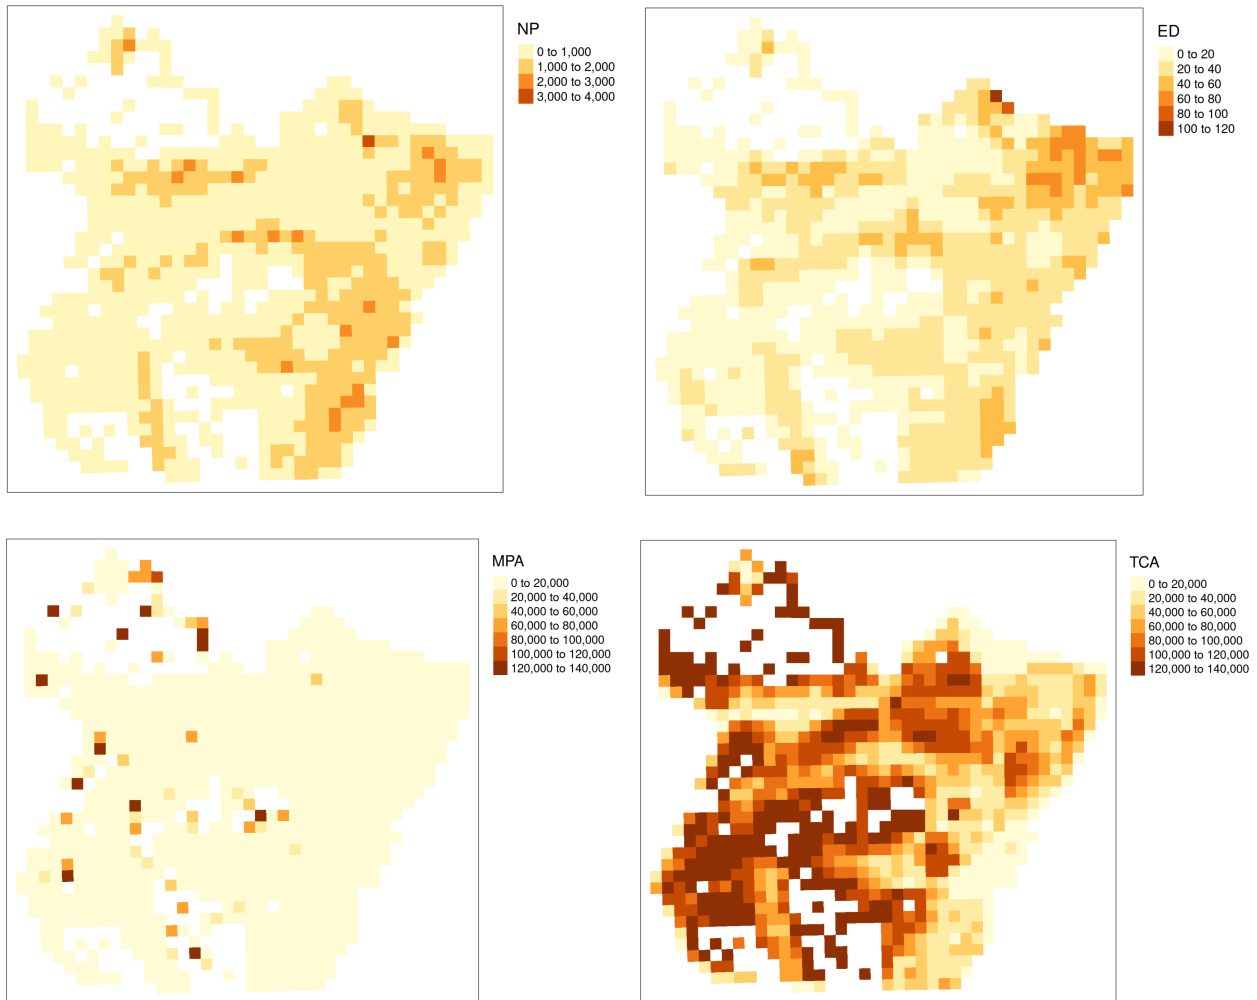 NP
0 to 1,000
1,000 to 2,000
2,000 to 3,000
3,000 to 4,000
ED
0 to 20
20 to 40
40 to 60
60 to 80
80 to 100
100 to 120
MPA
0 to 20,000
20,000 to 40,000
40,000 to 60,000
60,000 to 80,000
80,000 to 100,000
100,000 to 120,000
120,000 to 140,000
TCA
0 to 20,000
20,000 to 40,000
40,000 to 60,000
60,000 to 80,000
80,000 to 100,000
100,000 to 120,000
120,000 to 140,000